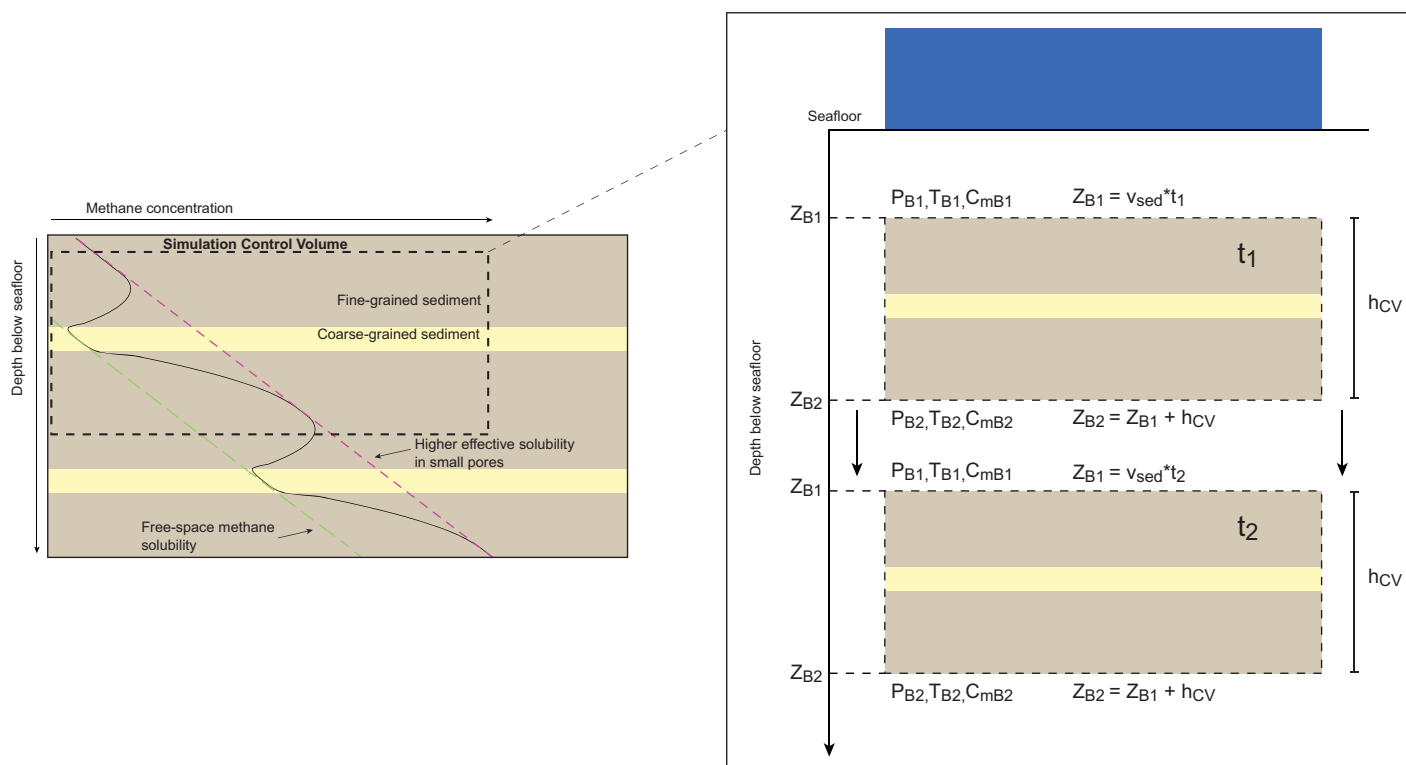 Methane concentration
Depth below seafloor
Simulation Control Volume
Fine-grained sediment
Coarse-grained sediment
Higher effective solubility
in small pores
Free-space methane
solubility
Seafloor
Depth below seafloor
P_B1,T_B1,C_mB1
Z_B1 = v_sed*t_1
Z_B1
t_1
h_CV
Z_B2
P_B2,T_B2,C_mB2
Z_B2 = Z_B1 + h_CV
P_B1,T_B1,C_mB1
Z_B1 = v_sed*t_2
Z_B1
t_2
h_CV
Z_B2
P_B2,T_B2,C_mB2
Z_B2 = Z_B1 + h_CV